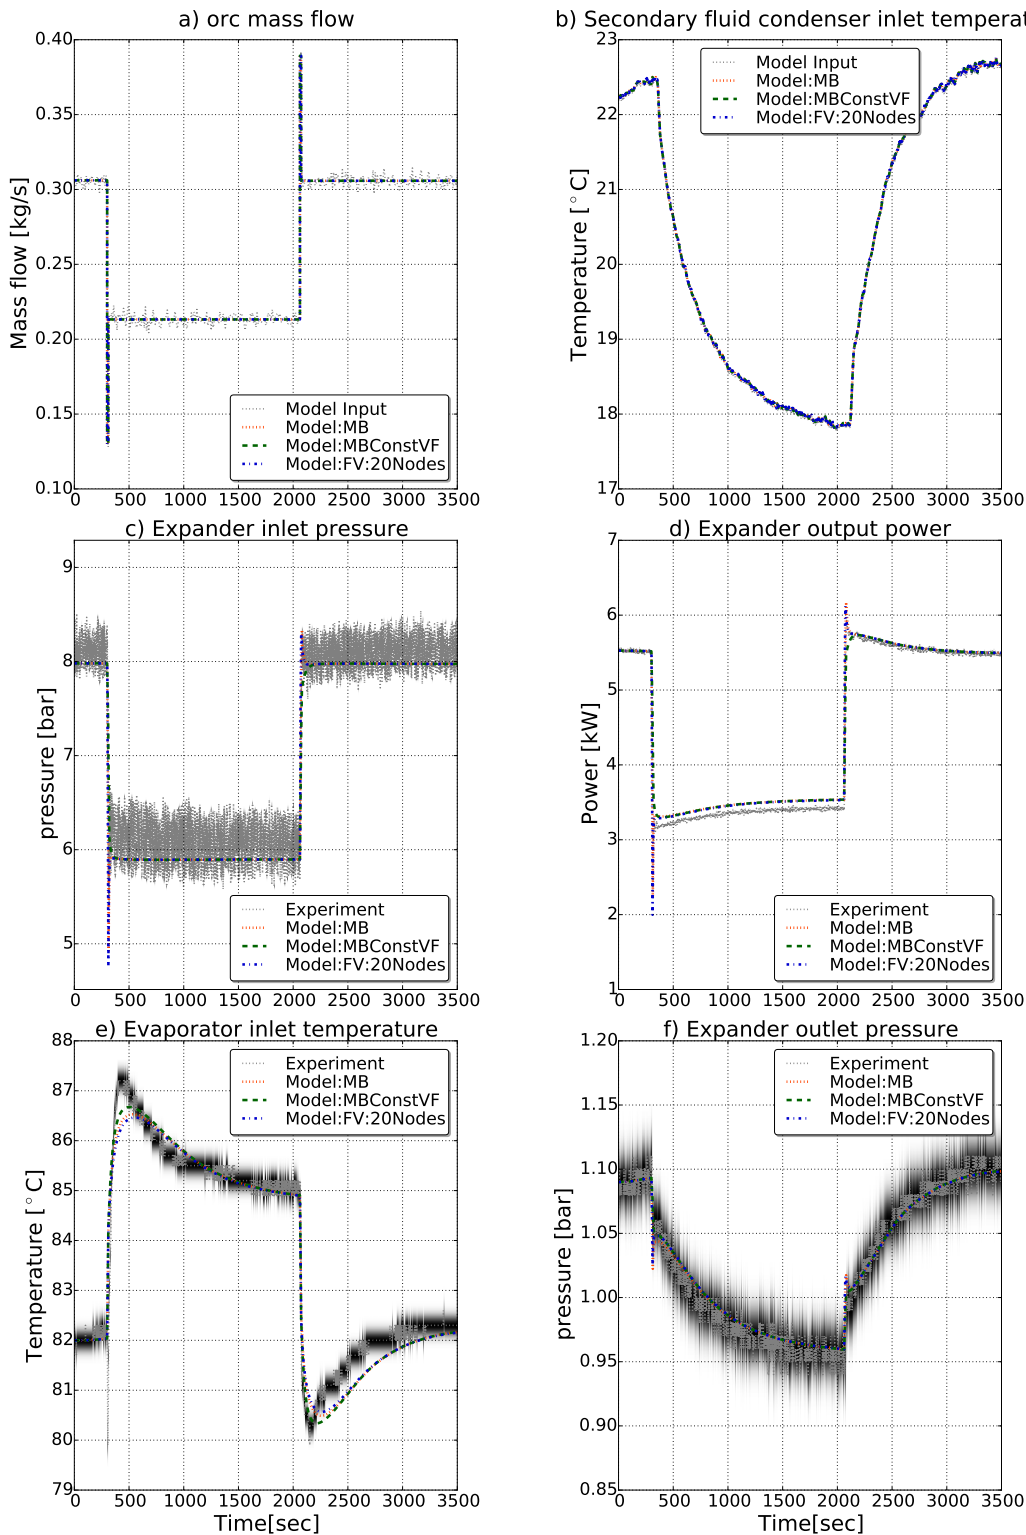 a) orc mass flow
0.40
0.35
0.30
0.25
0.20
0.15
0.10
Mass flow [kg/s]
Model Input
Model:MB
Model:MBConstVF
Model:FV:20Nodes
0 500 1000 1500 2000 2500 3000 3500
b) Secondary fluid condenser inlet temperat
23
22
21
20
19
18
17
Temperature [°C]
Model Input
Model:MB
Model:MBConstVF
Model:FV:20Nodes
0 500 1000 1500 2000 2500 3000 3500
c) Expander inlet pressure
9
8
7
6
5
pressure [bar]
Experiment
Model:MB
Model:MBConstVF
Model:FV:20Nodes
0 500 1000 1500 2000 2500 3000 3500
d) Expander output power
7
6
5
4
3
2
1
Power [kW]
Experiment
Model:MB
Model:MBConstVF
Model:FV:20Nodes
0 500 1000 1500 2000 2500 3000 3500
e) Evaporator inlet temperature
88
87
86
85
84
83
82
81
80
79
Temperature [°C]
Experiment
Model:MB
Model:MBConstVF
Model:FV:20Nodes
0 500 1000 1500 2000 2500 3000 3500
Time[sec]
f) Expander outlet pressure
1.20
1.15
1.10
1.05
1.00
0.95
0.90
0.85
pressure [bar]
Experiment
Model:MB
Model:MBConstVF
Model:FV:20Nodes
0 500 1000 1500 2000 2500 3000 3500
Time[sec]